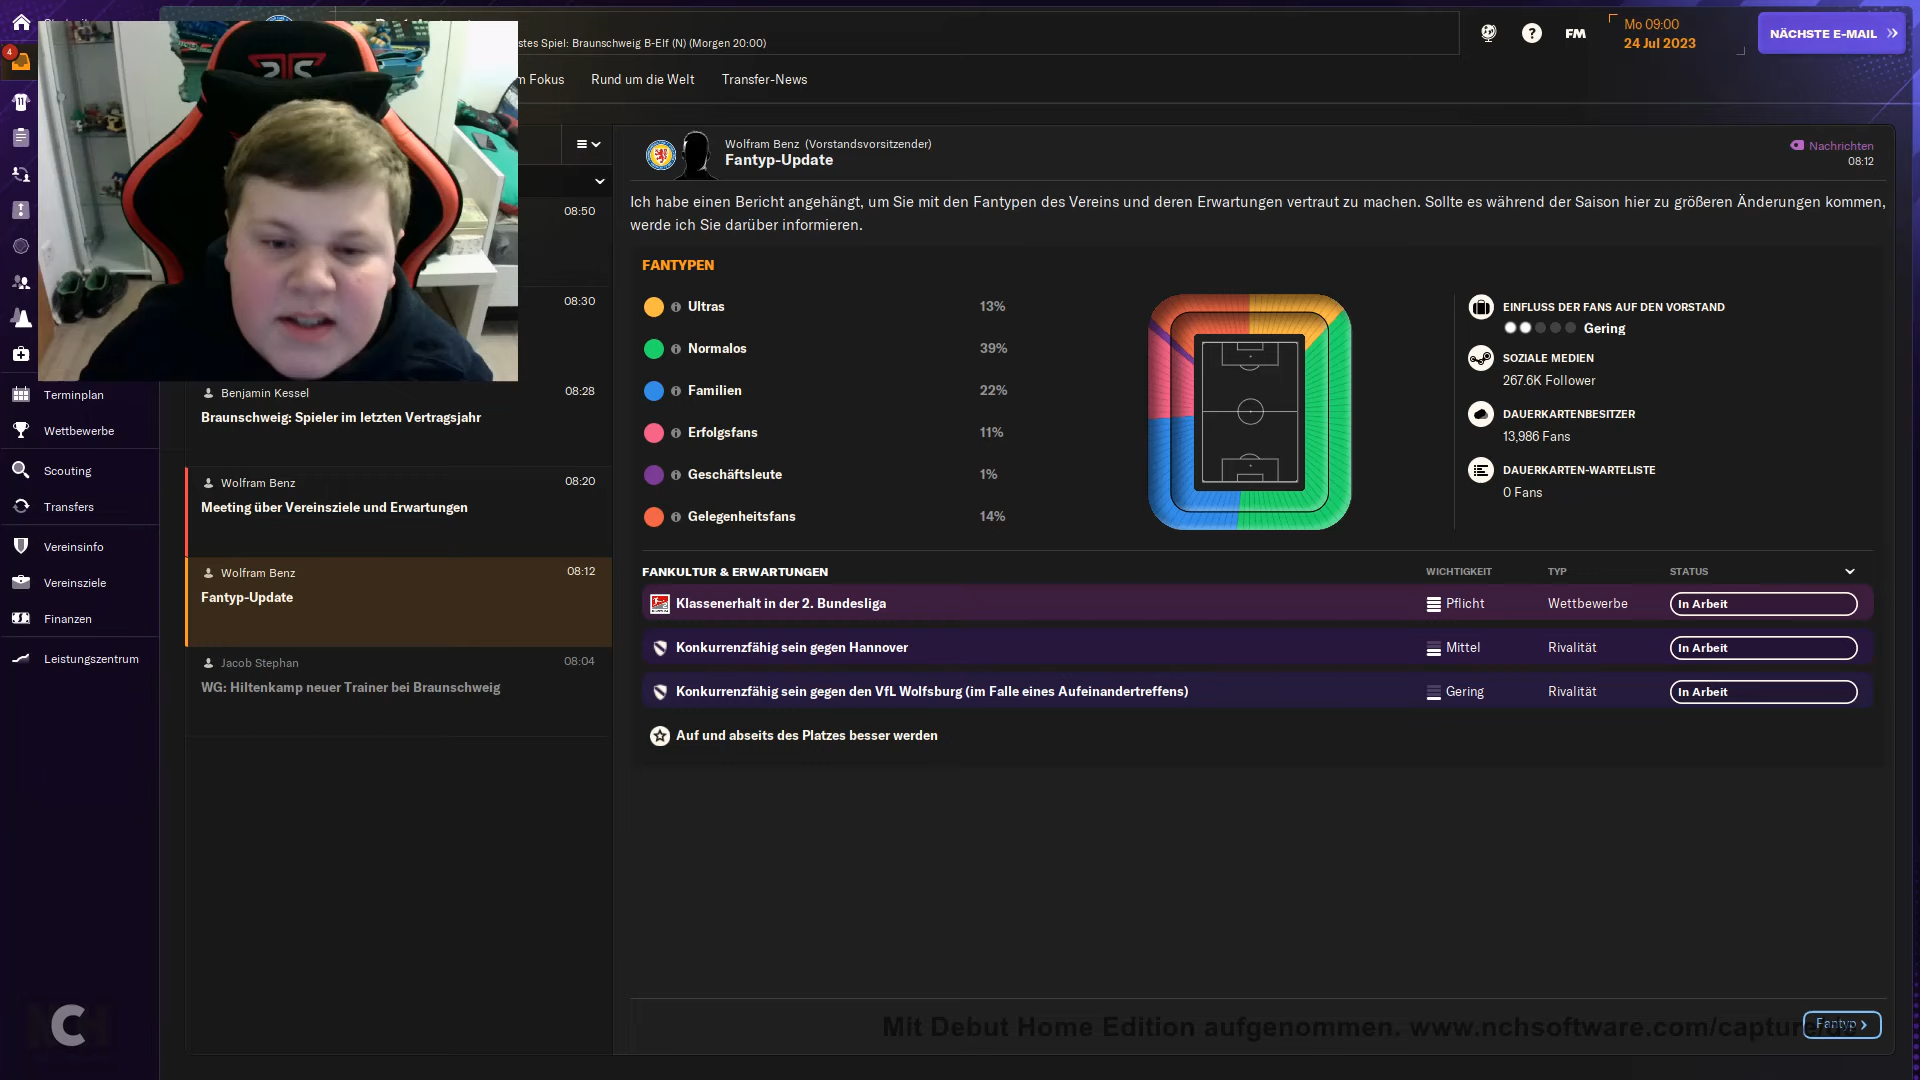 stes Spiel: Braunschweig B-Elf (N) (Morgen 20:00)
FM
Mo 09:00
24 Jul 2023
NÄCHSTE E-MAIL
m Fokus
Rund um die Welt
Transfer-News
4
11
Terminplan
Wettbewerbe
Scouting
Transfers
Vereinsinfo
Vereinsziele
Finanzen
Leistungszentrum
08:50
08:30
Benjamin Kessel
08:28
Braunschweig: Spieler im letzten Vertragsjahr
Wolfram Benz
08:20
Meeting über Vereinsziele und Erwartungen
Wolfram Benz
08:12
Fantyp-Update
Jacob Stephan
08:04
WG: Hiltenkamp neuer Trainer bei Braunschweig
Wolfram Benz (Vorstandsvorsitzender)
Fantyp-Update
Nachrichten
08:12
Ich habe einen Bericht angehängt, um Sie mit den Fantypen des Vereins und deren Erwartungen vertraut zu machen. Sollte es während der Saison hier zu größeren Änderungen kommen,
werde ich Sie darüber informieren.
FANTYPEN
Ultras 13%
Normalos 39%
Familien 22%
Erfolgsfans 11%
Geschäftsleute 1%
Gelegenheitsfans 14%
EINFLUSS DER FANS AUF DEN VORSTAND
Gering
SOZIALE MEDIEN
267.6K Follower
DAUERKARTENBESITZER
13,986 Fans
DAUERKARTEN-WARTELISTE
0 Fans
FANKULTUR & ERWARTUNGEN WICHTIGKEIT TYP STATUS
Klassenerhalt in der 2. Bundesliga Pflicht Wettbewerbe In Arbeit
Konkurrenzfähig sein gegen Hannover Mittel Rivalität In Arbeit
Konkurrenzfähig sein gegen den VfL Wolfsburg (im Falle eines Aufeinandertreffens) Gering Rivalität In Arbeit
Auf und abseits des Platzes besser werden
Mit Debut Home Edition aufgenommen. www.nchsoftware.com/capture/
Fantyp